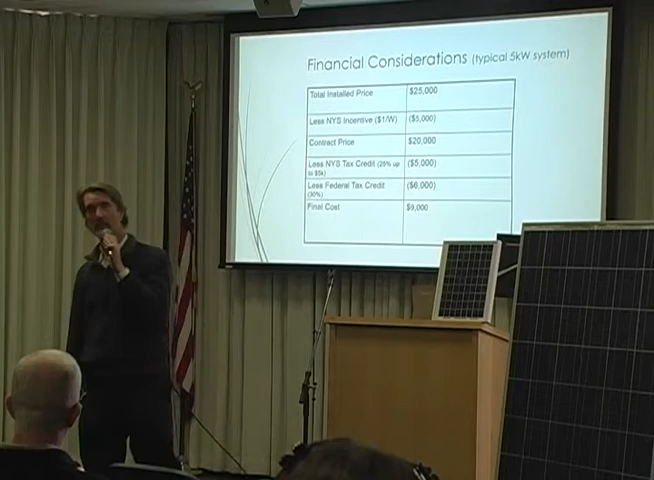 Financial Considerations (typical 5kW system)
Total Installed Price $25,000
Less NYS Incentive ($1/W) ($5,000)
Contract Price $20,000
Less NYS Tax Credit (25% up
to $5k) ($5,000)
Less Federal Tax Credit
(30%) ($6,000)
Final Cost $9,000